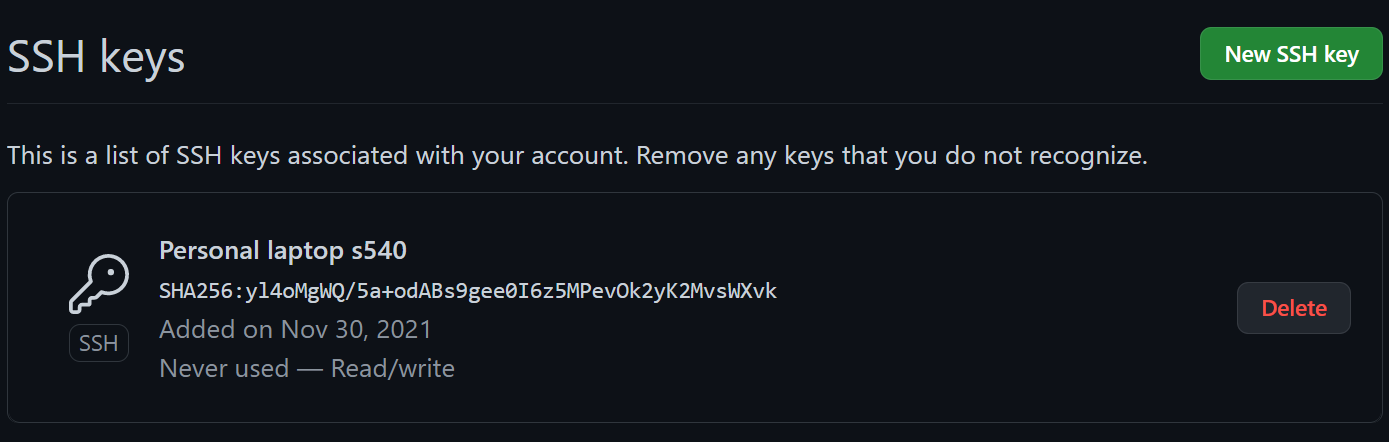 SSH keys
New SSH key
This is a list of SSH keys associated with your account. Remove any keys that you do not recognize.
Personal laptop s540
SHA256:yl4oMgWQ/5a+odABs9gee0I6z5MPevOk2yK2MvsWXvk
Added on Nov 30, 2021
Never used — Read/write
SSH
Delete